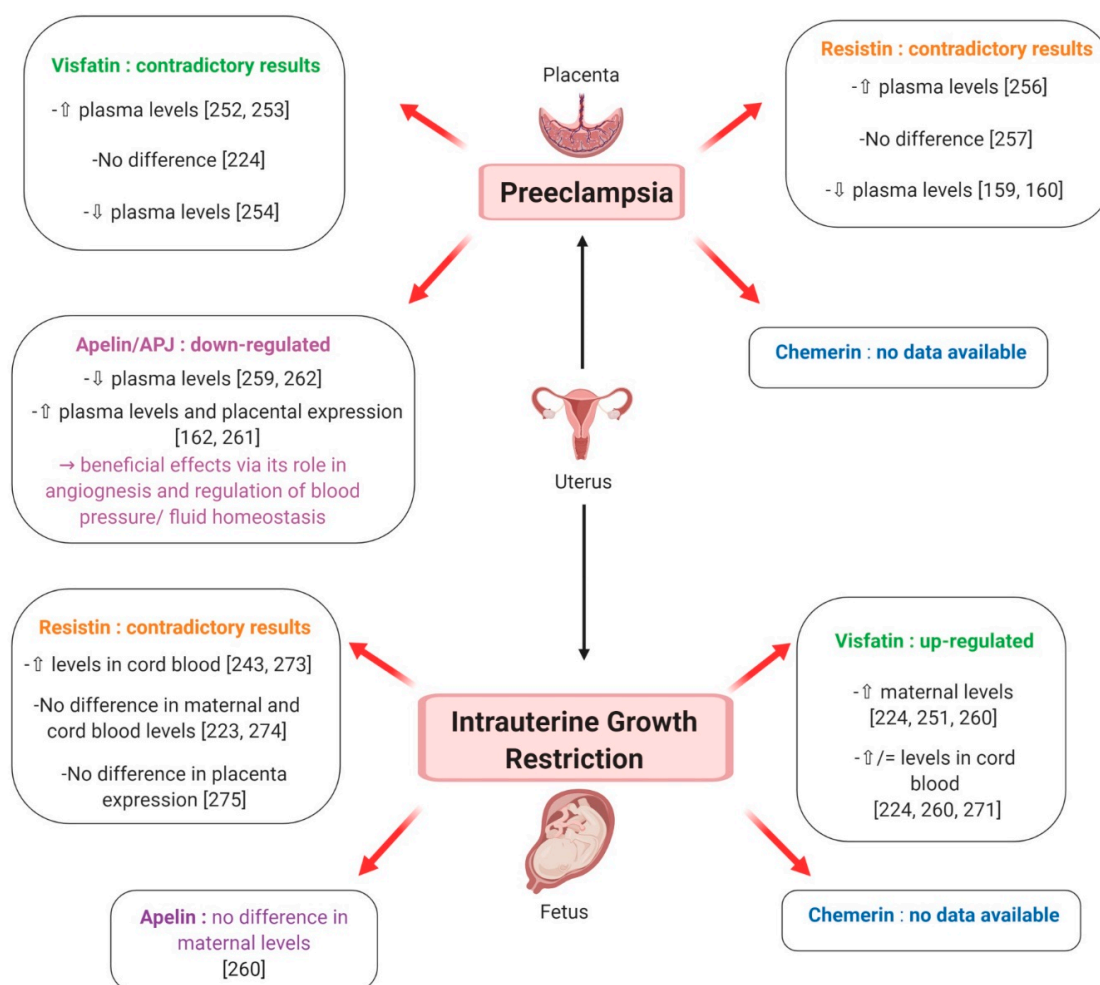 Visfatin : contradictory results
-⇧ plasma levels [252, 253]
-No difference [224]
-⇩ plasma levels [254]
Placenta
Preeclampsia
Resistin : contradictory results
-⇧ plasma levels [256]
-No difference [257]
-⇩ plasma levels [159, 160]
Apelin/APJ : down-regulated
-⇩ plasma levels [259, 262]
-⇧ plasma levels and placental expression
[162, 261]
→ beneficial effects via its role in
angiognesis and regulation of blood
pressure/ fluid homeostasis
Uterus
Chemerin : no data available
Resistin : contradictory results
-⇧ levels in cord blood [243, 273]
-No difference in maternal and
cord blood levels [223, 274]
-No difference in placenta
expression [275]
Intrauterine Growth
Restriction
Fetus
Visfatin : up-regulated
-⇧ maternal levels
[224, 251, 260]
-⇧/= levels in cord
blood
[224, 260, 271]
Apelin : no difference in
maternal levels
[260]
Chemerin : no data available